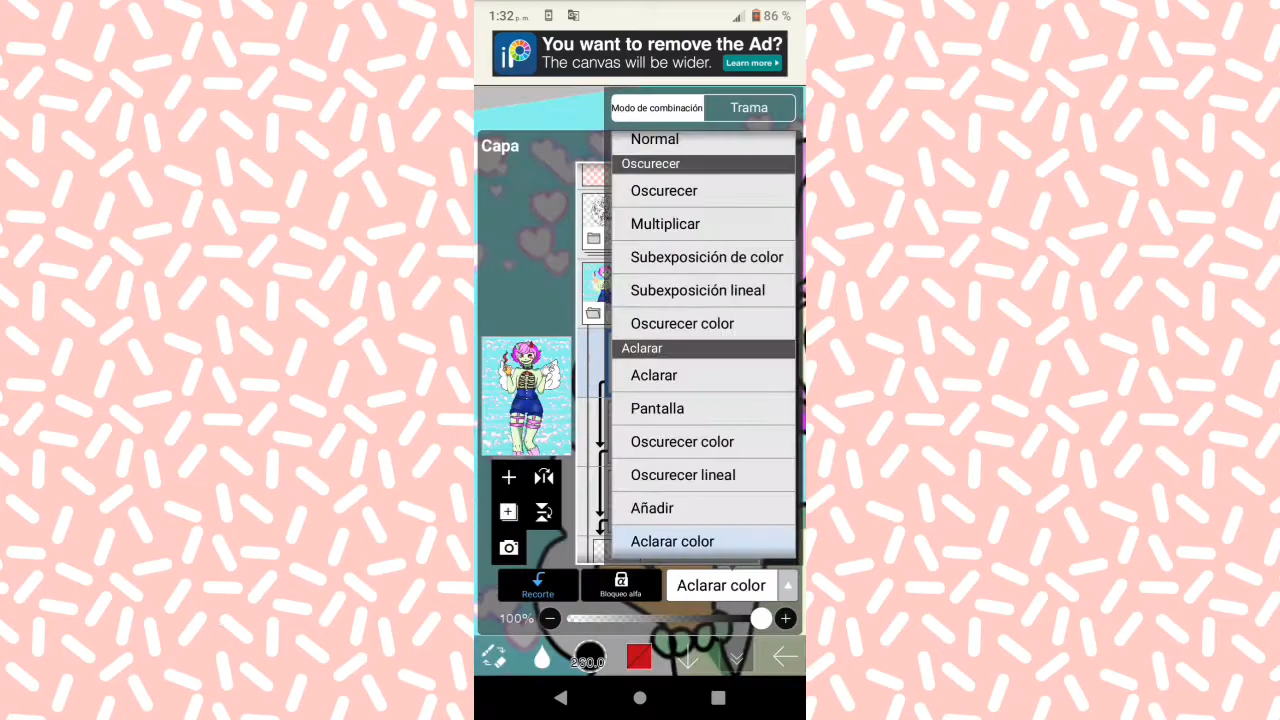 1:32 p. m.
86 %
iP
You want to remove the Ad?
The canvas will be wider.
Learn more
Modo de combinación
Trama
Capa
Normal
Oscurecer
Oscurecer
Multiplicar
Subexposición de color
Subexposición lineal
Oscurecer color
Aclarar
Aclarar
Pantalla
Oscurecer color
Oscurecer lineal
Añadir
Aclarar color
Recorte
Bloqueo alfa
Aclarar color
100%
260.0